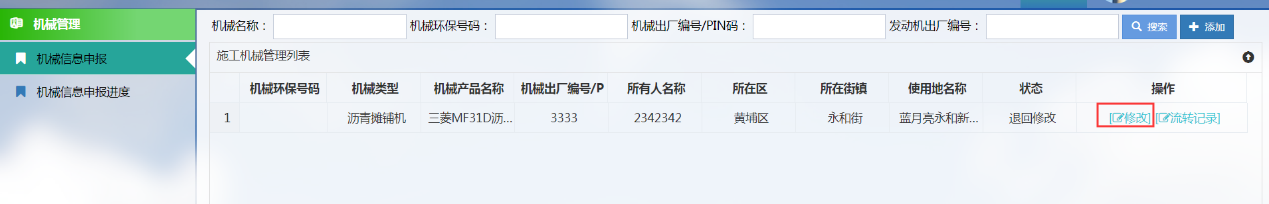 机械管理
机械信息申报
机械信息申报进度
机械名称： 机械环保号码： 机械出厂编号/PIN码： 发动机出厂编号： 搜索 添加
施工机械管理列表
机械环保号码 机械类型 机械产品名称 机械出厂编号/P 所有人名称 所在区 所在街镇 使用地名称 状态 操作
1 沥青摊铺机 三菱MF31D沥... 3333 2342342 黄埔区 永和街 蓝月亮永和新... 退回修改 [修改] [流转记录]